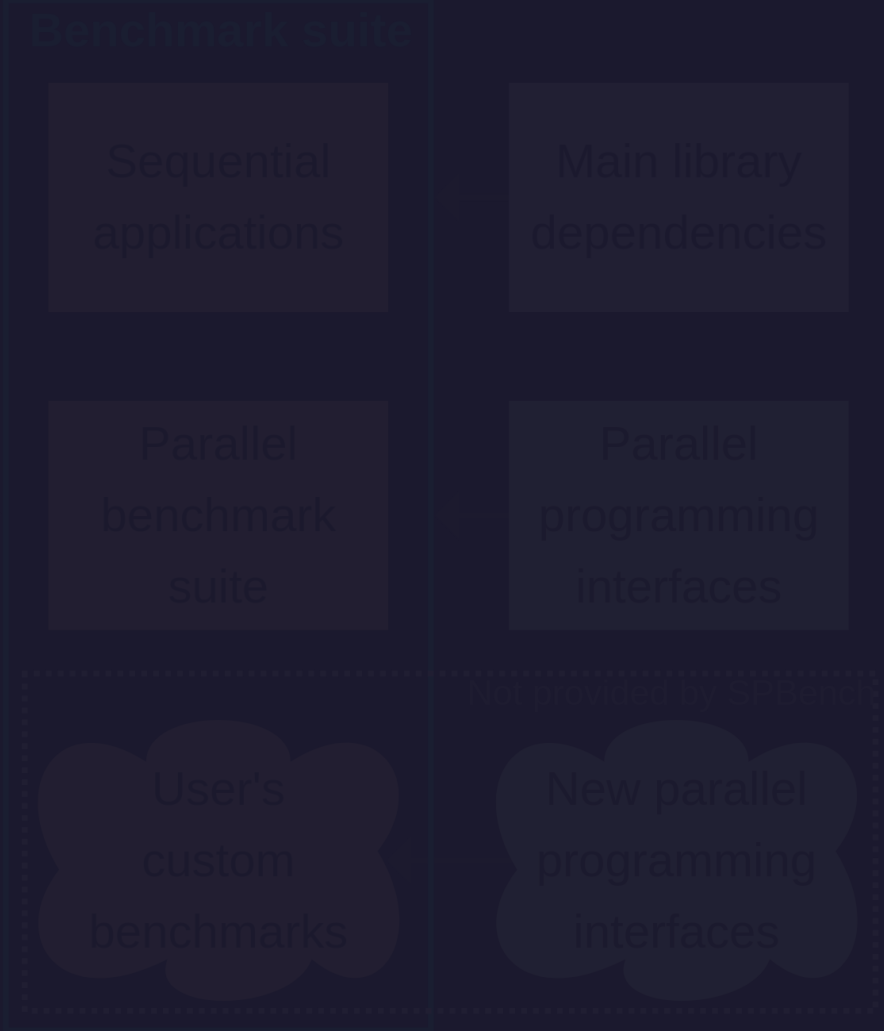 Benchmark suite
Sequential
applications
Main library
dependencies
Parallel
benchmark
suite
Parallel
programming
interfaces
Not provided by SPBench
User's
custom
benchmarks
New parallel
programming
interfaces